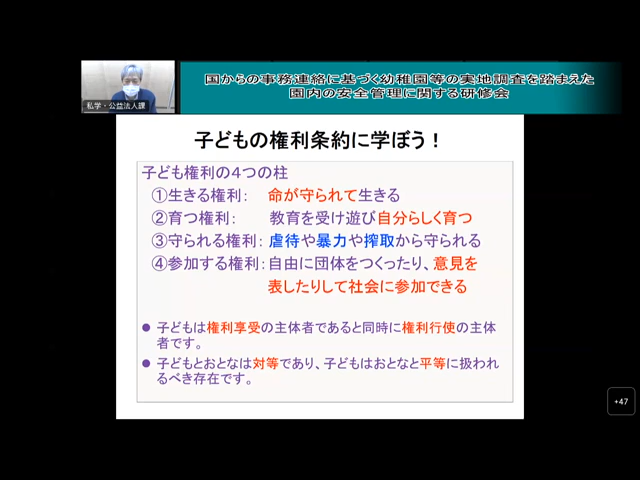 国からの事務連絡に基づく幼稚園等の実地調査を踏まえた
園内の安全管理に関する研修会
私学・公益法人課
子どもの権利条約に学ぼう！
子ども権利の４つの柱
①生きる権利： 命が守られて生きる
②育つ権利： 教育を受け遊び自分らしく育つ
③守られる権利：虐待や暴力や搾取から守られる
④参加する権利：自由に団体をつくったり、意見を
表したりして社会に参加できる
● 子どもは権利享受の主体者であると同時に権利行使の主体
者です。
● 子どもとおとなは対等であり、子どもはおとなと平等に扱われ
るべき存在です。
+47